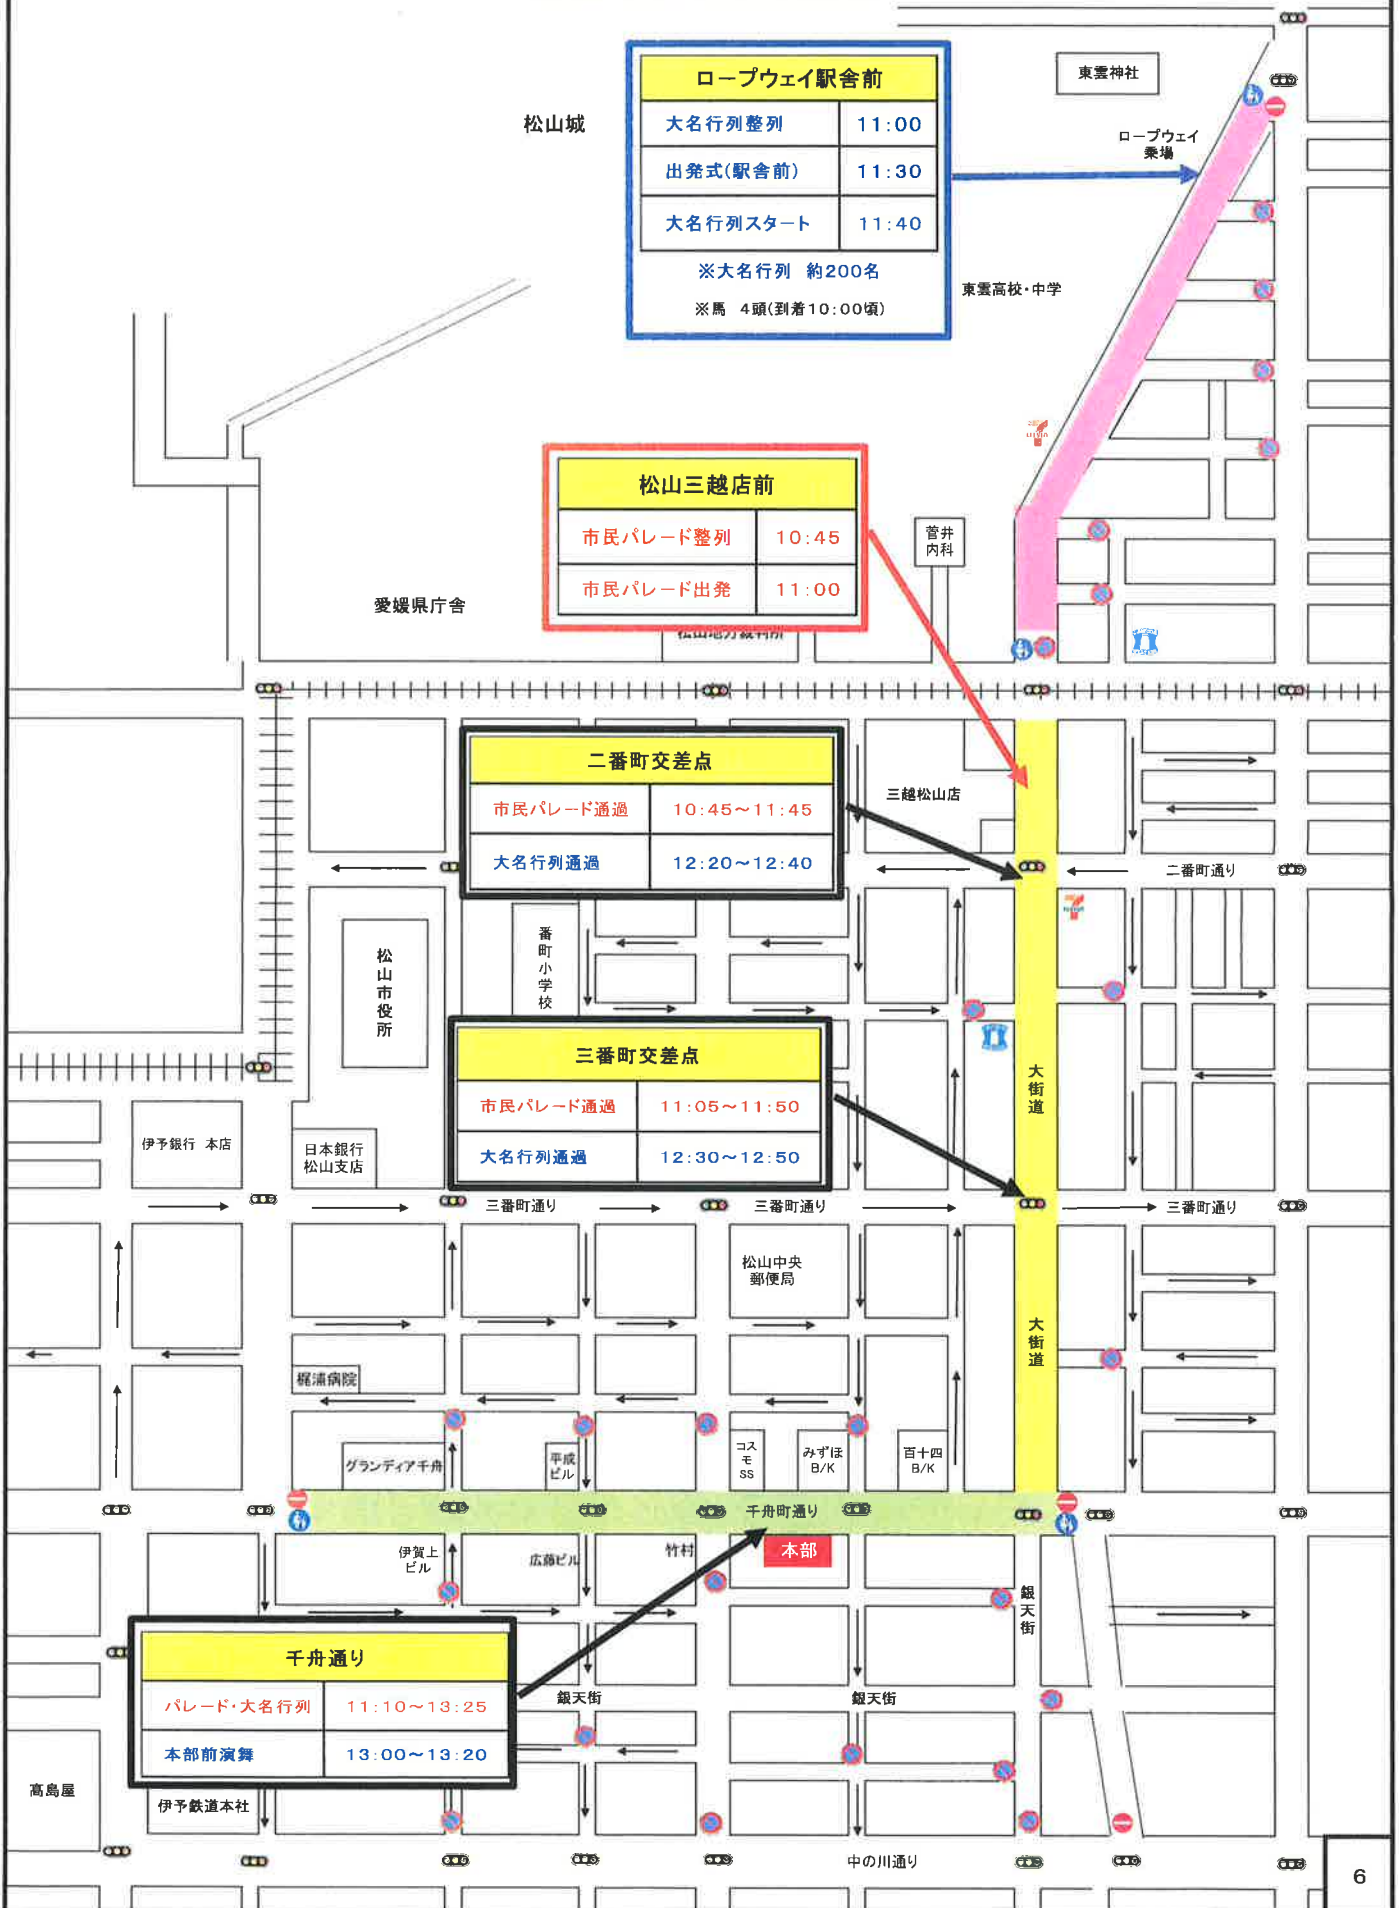 東雲神社
ロープウェイ駅舎前
大名行列整列 11:00
出発式(駅舎前) 11:30
大名行列スタート 11:40
※大名行列 約200名
※馬 4頭(到着10:00頃)
松山城
ロープウェイ
乗場
東雲高校・中学
松山三越店前
市民パレード整列 10:45
市民パレード出発 11:00
菅井
内科
愛媛県庁舎
二番町交差点
市民パレード通過 10:45～11:45
大名行列通過 12:20～12:40
三越松山店
二番町通り
松山市役所
番町小学校
三番町交差点
市民パレード通過 11:05～11:50
大名行列通過 12:30～12:50
大街道
伊予銀行 本店
日本銀行
松山支店
三番町通り
三番町通り
三番町通り
松山中央
郵便局
大街道
梶浦病院
グランディア千舟
平成
ビル
コス
モ
SS
みずほ
B/K
百十四
B/K
千舟町通り
本部
伊賀上
ビル
広藤ビル
竹村
銀天街
千舟通り
パレード・大名行列 11:10～13:25
本部前演舞 13:00～13:20
銀天街
銀天街
髙島屋
伊予鉄道本社
中の川通り
6